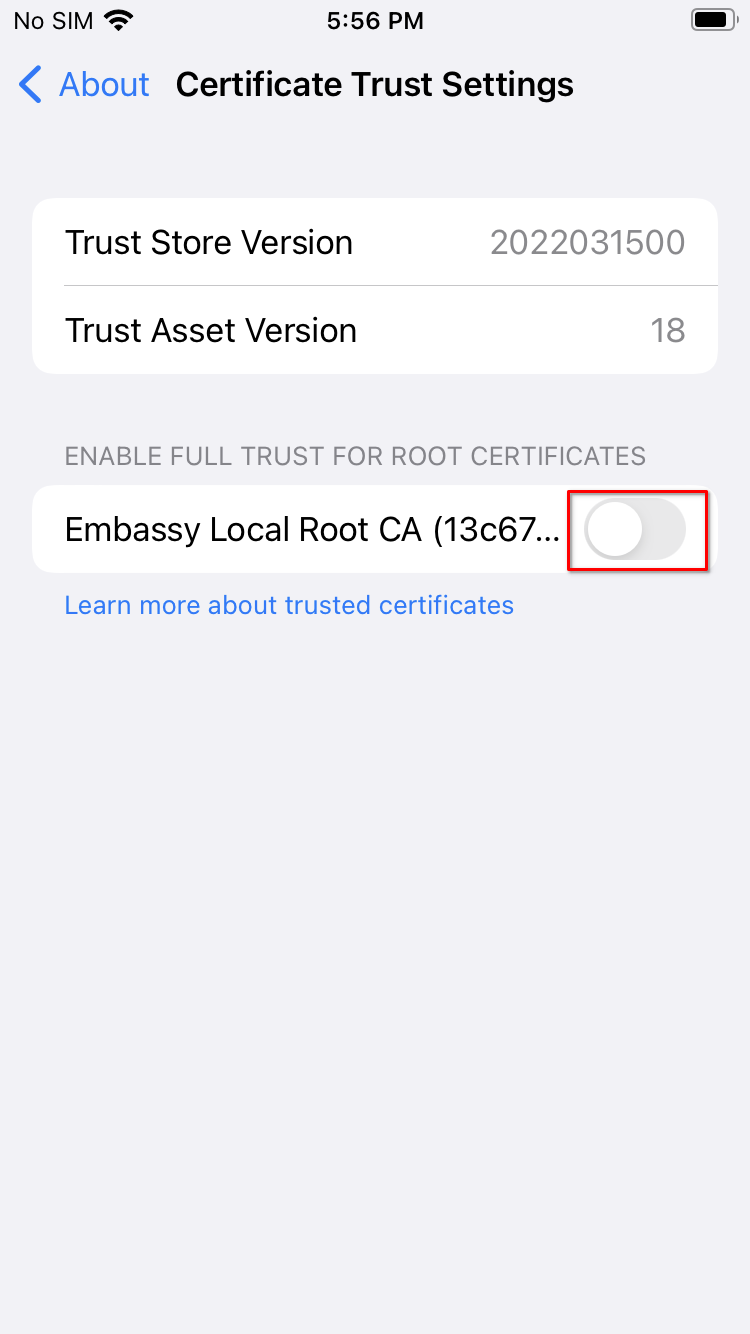 No SIM 5:56 PM
About Certificate Trust Settings
Trust Store Version 2022031500
Trust Asset Version 18
ENABLE FULL TRUST FOR ROOT CERTIFICATES
Embassy Local Root CA (13c67...
Learn more about trusted certificates